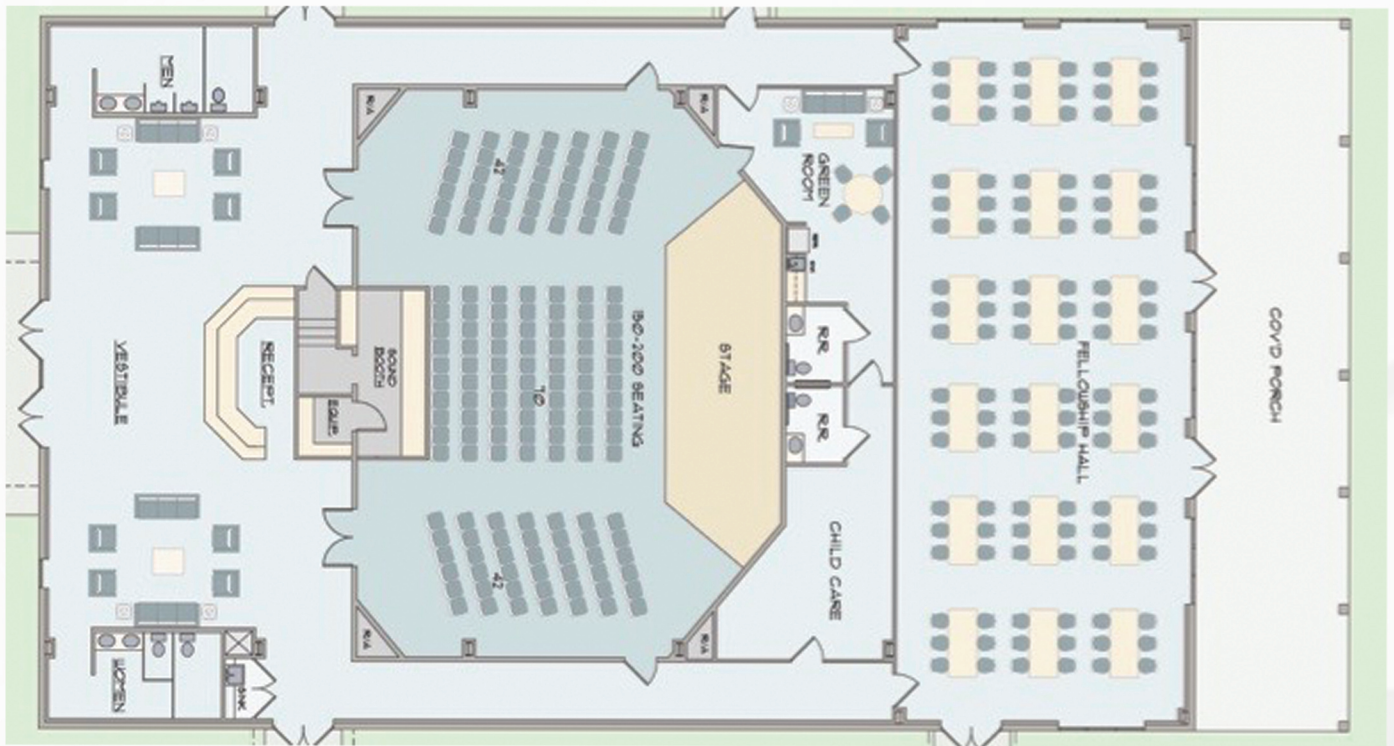 MEN
R/A
R/A
42
GREEN
ROOM
VESTIBULE
RECEPT.
SOUND
BOOTH
EQUIP.
70
150-200 SEATING
STAGE
R.R.
R.R.
FELLOWSHIP HALL
COV'D PORCH
42
CHILD CARE
R/A
R/A
WOMEN